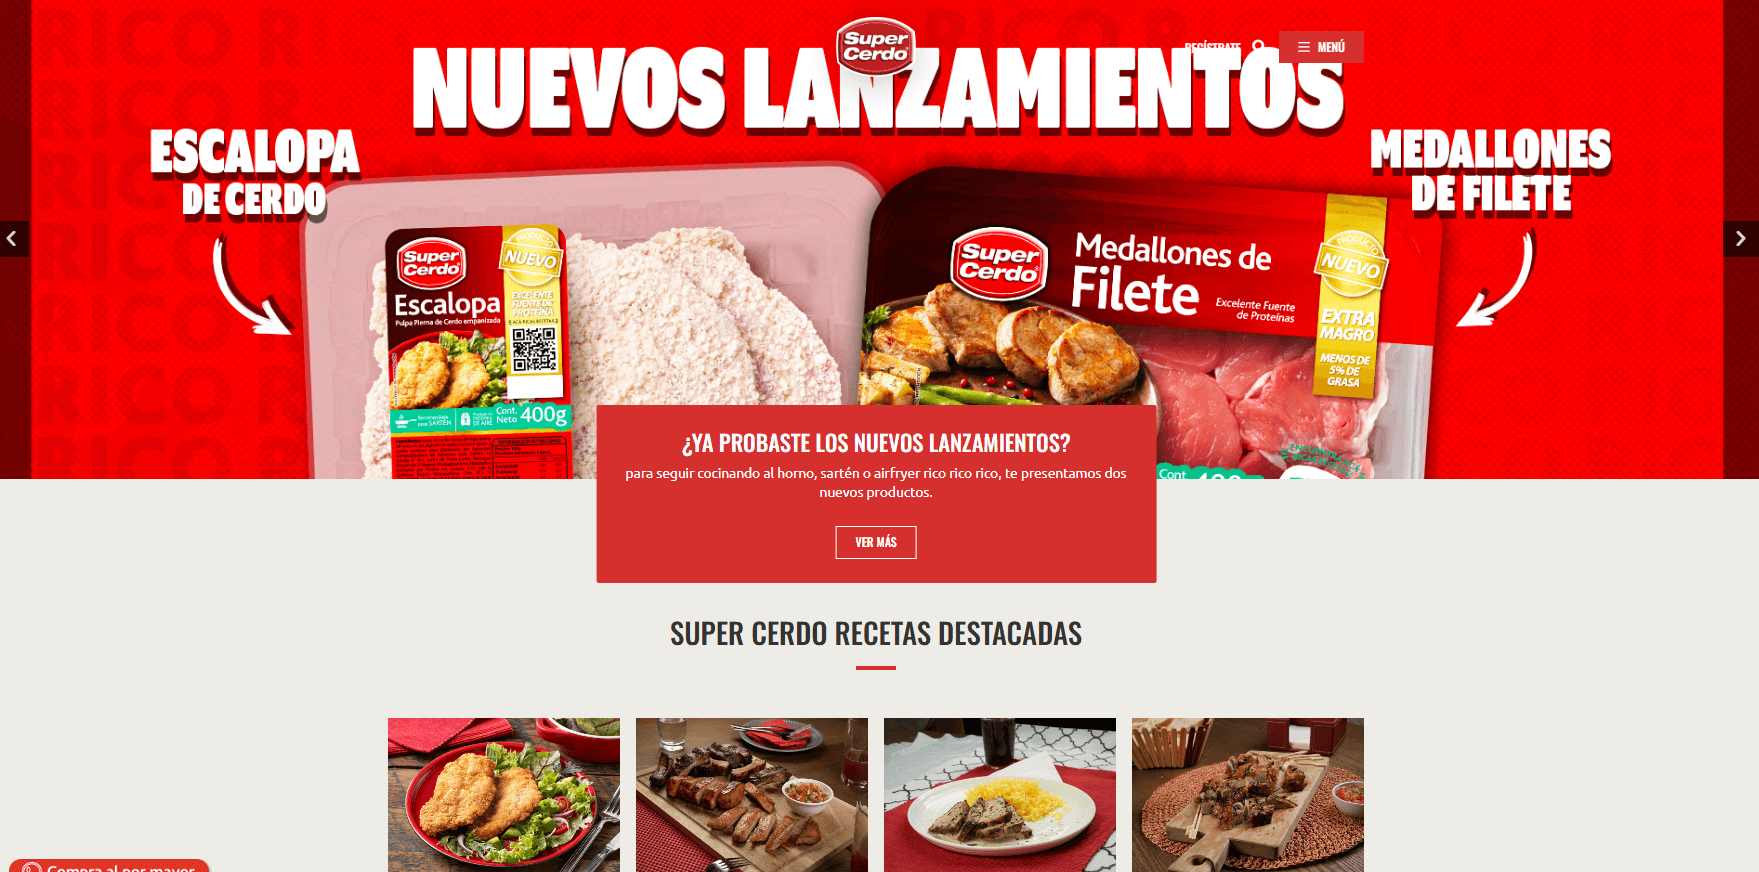 Super
Cerdo
REGÍSTRATE
MENÚ
NUEVOS LANZAMIENTOS
ESCALOPA
DE CERDO
MEDALLONES
DE FILETE
Super
Cerdo
PRODUCTO
NUEVO
Escalopa
Pulpa Pierna de Cerdo empanizada
EXCELENTE
FUENTE DE
PROTEÍNA
Cont.
Neto 400g
Super
Cerdo
Medallones de
Filete
Excelente Fuente
de Proteínas
PRODUCTO
NUEVO
EXTRA
MAGRO
MENOS DE
5% DE
GRASA
Cont.
¿YA PROBASTE LOS NUEVOS LANZAMIENTOS?
para seguir cocinando al horno, sartén o airfryer rico rico rico, te presentamos dos
nuevos productos.
VER MÁS
SUPER CERDO RECETAS DESTACADAS
Compra al por mayor